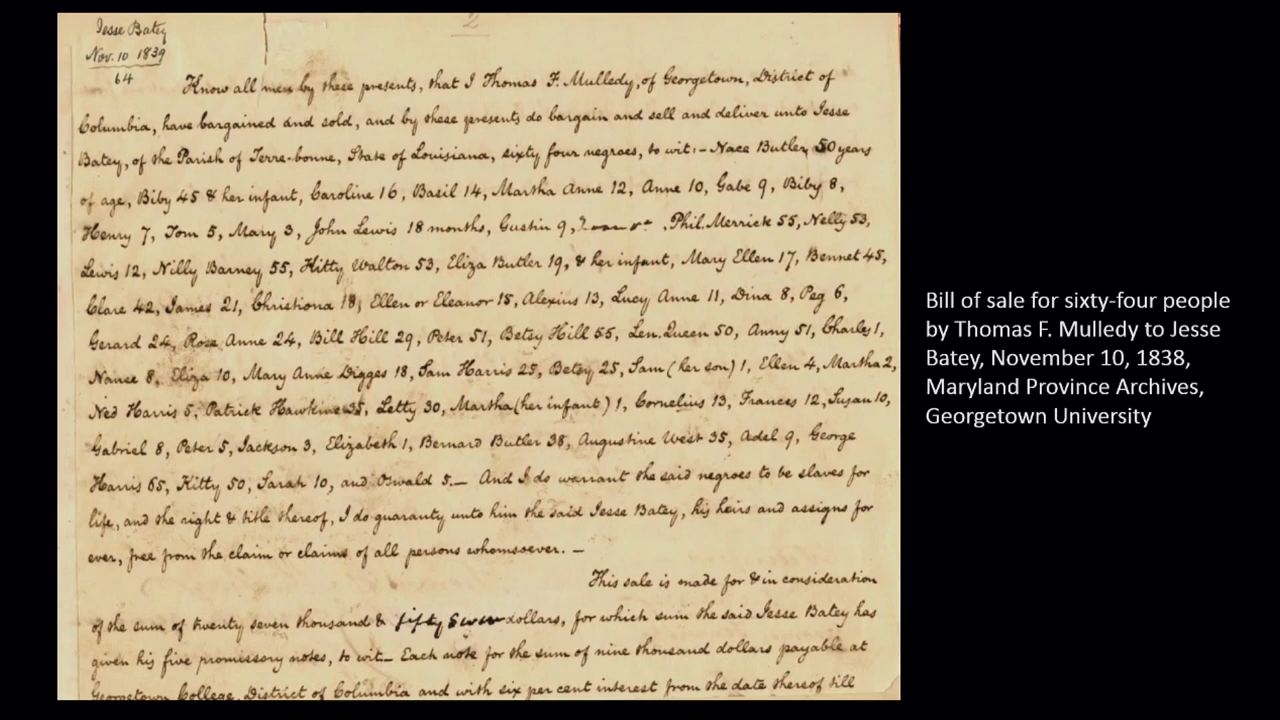 Jesse Batey
Nov. 10 1839
64
2
Know all men by these presents, that I Thomas F. Mulledy, of Georgetown, District of
Columbia, have bargained and sold, and by these presents do bargain and sell and deliver unto Jesse
Batey, of the Parish of Terre-bonne, State of Louisiana, sixty four negroes, to wit:- Nace Butler, 50 years
of age, Biby 45 & her infant, Caroline 16, Basil 14, Martha Anne 12, Anne 10, Gabe 9, Biby 8,
Henry 7, Tom 5, Mary 3, John Lewis 18 months, Gustin 9, Phil. Merrick 55, Nelly 53,
Lewis 12, Nilly Barney 55, Kitty Walton 53, Eliza Butler 19, & her infant, Mary Ellen 17, Bennet 45,
Clare 42, James 21, Christiona 18, Ellen or Eleanor 15, Alexius 13, Lucy Anne 11, Dina 8, Peg 6,
Gerard 24, Rose Anne 24, Bill Hill 29, Peter 51, Betsy Hill 55, Len. Queen 50, Anny 51, Charles 1,
Nanse 8, Eliza 10, Mary Anne Digges 18, Sam Harris 25, Betsy 25, Sam (her son) 1, Ellen 4, Martha 2,
Ned Harris 5, Patrick Hawkins 35, Letty 30, Martha (her infant) 1, Cornelius 13, Frances 12, Susan 10,
Gabriel 8, Peter 5, Jackson 3, Elizabeth 1, Bernard Butler 38, Augustine West 35, Adel 9, George
Harris 65, Kitty 50, Sarah 10, and Oswald 5.— And I do warrant the said negroes to be slaves for
life, and the right & title thereof, I do guaranty unto him the said Jesse Batey, his heirs and assigns for
ever, free from the claim or claims of all persons whomsoever. —
This sale is made for & in consideration
of the sum of twenty seven thousand & fifty seven dollars, for which sum the said Jesse Batey has
given his five promissory notes, to wit— Each note for the sum of nine thousand dollars payable at
Georgetown College, District of Columbia and with six per cent interest from the date thereof till
Bill of sale for sixty-four people
by Thomas F. Mulledy to Jesse
Batey, November 10, 1838,
Maryland Province Archives,
Georgetown University